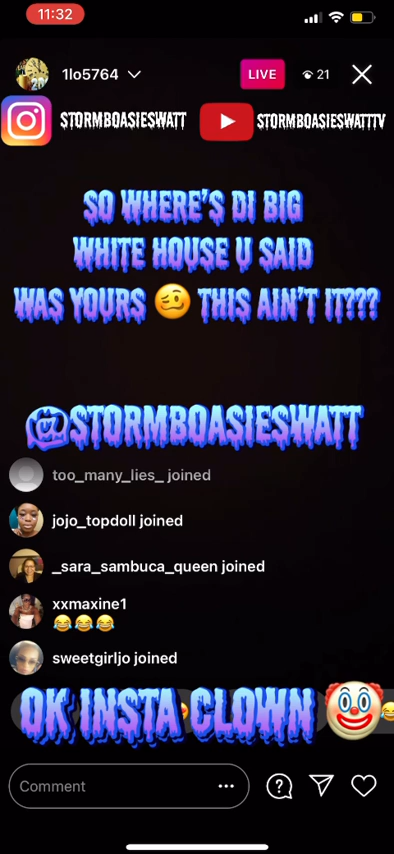 11:32
1lo5764 LIVE 21
STORMBOASIESWATT STORMBOASIESWATTTV
SO WHERE'S DI BIG
WHITE HOUSE U SAID
WAS YOURS 🥴 THIS AIN'T IT???
@STORMBOASIESWATT
too_many_lies_ joined
jojo_topdoll joined
_sara_sambuca_queen joined
xxmaxine1
😂😂😂
sweetgirljo joined
OK INSTA CLOWN 🤡
Comment